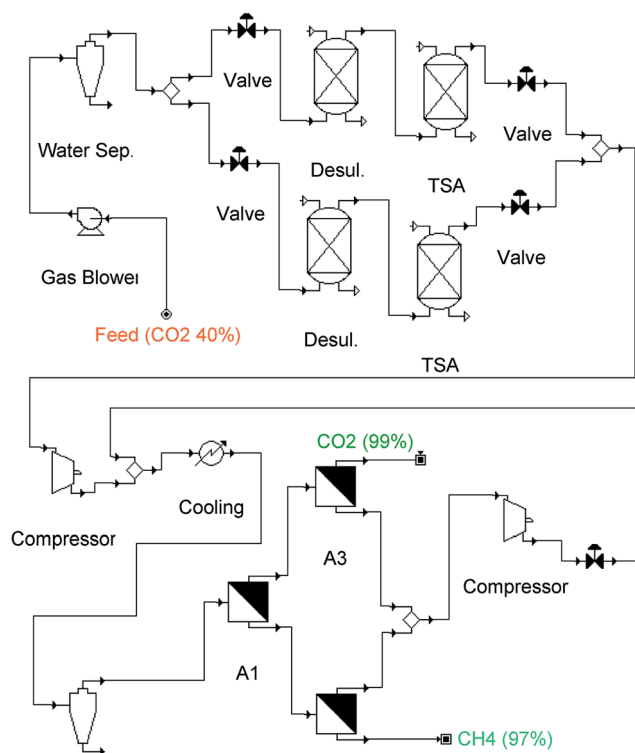 Valve
Valve
Water Sep.
Desul.
TSA
Valve
Valve
Gas Blower
Feed (CO2 40%)
Desul.
TSA
CO2 (99%)
Cooling
Compressor
A3
Compressor
A1
CH4 (97%)